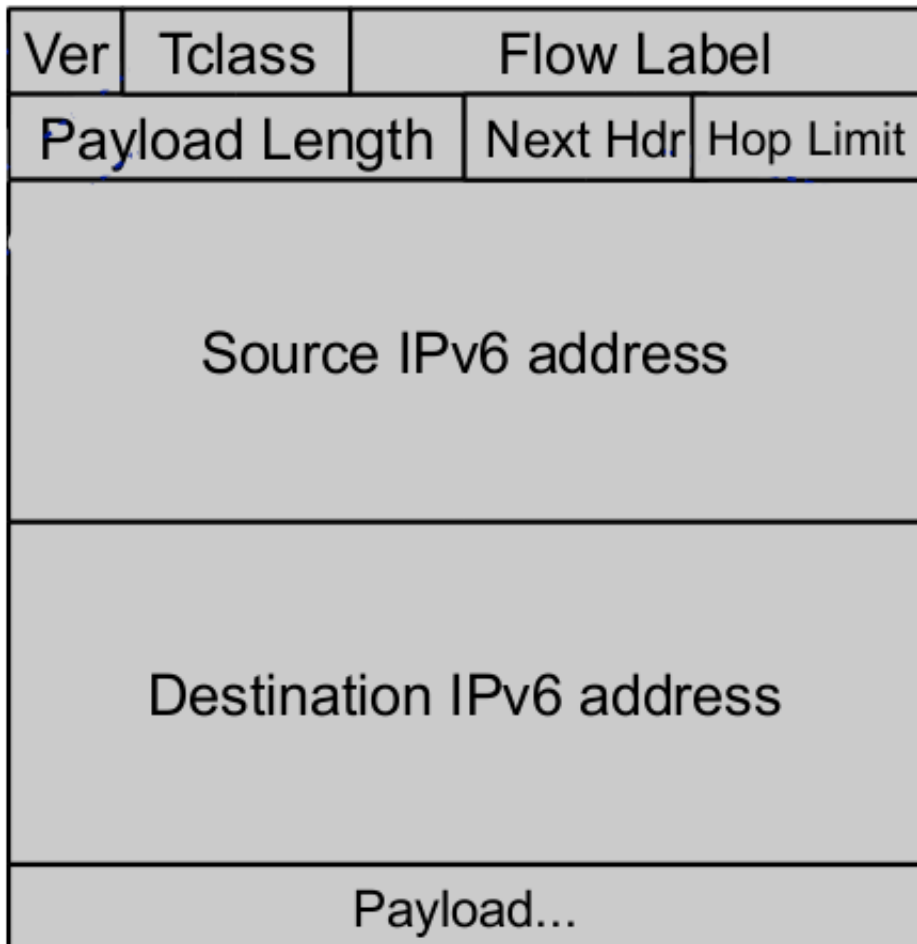 Ver Tclass Flow Label
Payload Length Next Hdr Hop Limit
Source IPv6 address
Destination IPv6 address
Payload...